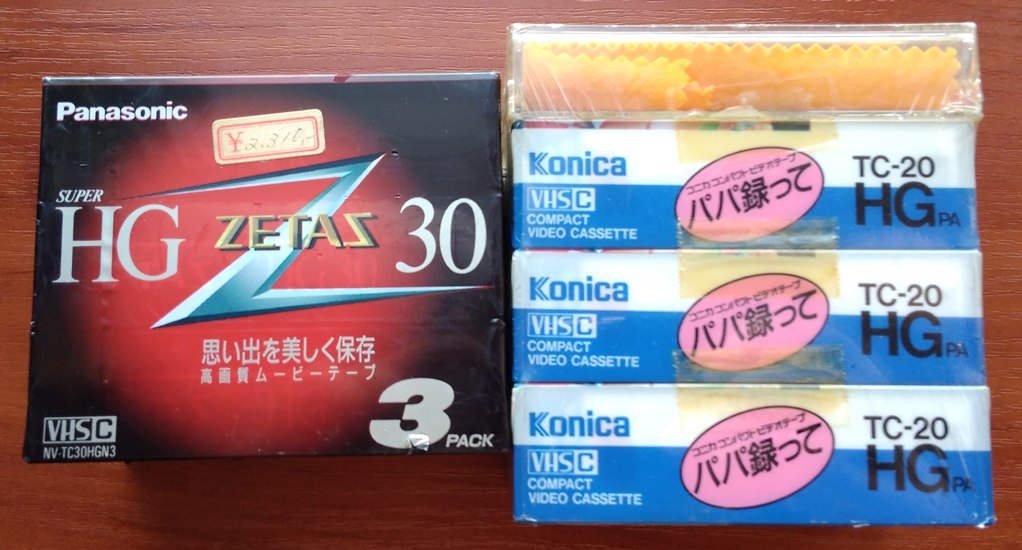 Panasonic
¥2,310,-
SUPER
HG ZETAS 30
思い出を美しく保存
高画質ムービーテープ
3 PACK
VHS C
NV-TC30HGN3
Konica
VHS C
COMPACT
VIDEO CASSETTE
コニカコンパクトビデオテープ
パパ録って
TC-20
HG PA
Konica
VHS C
COMPACT
VIDEO CASSETTE
コニカコンパクトビデオテープ
パパ録って
TC-20
HG PA
Konica
VHS C
COMPACT
VIDEO CASSETTE
コニカコンパクトビデオテープ
パパ録って
TC-20
HG PA